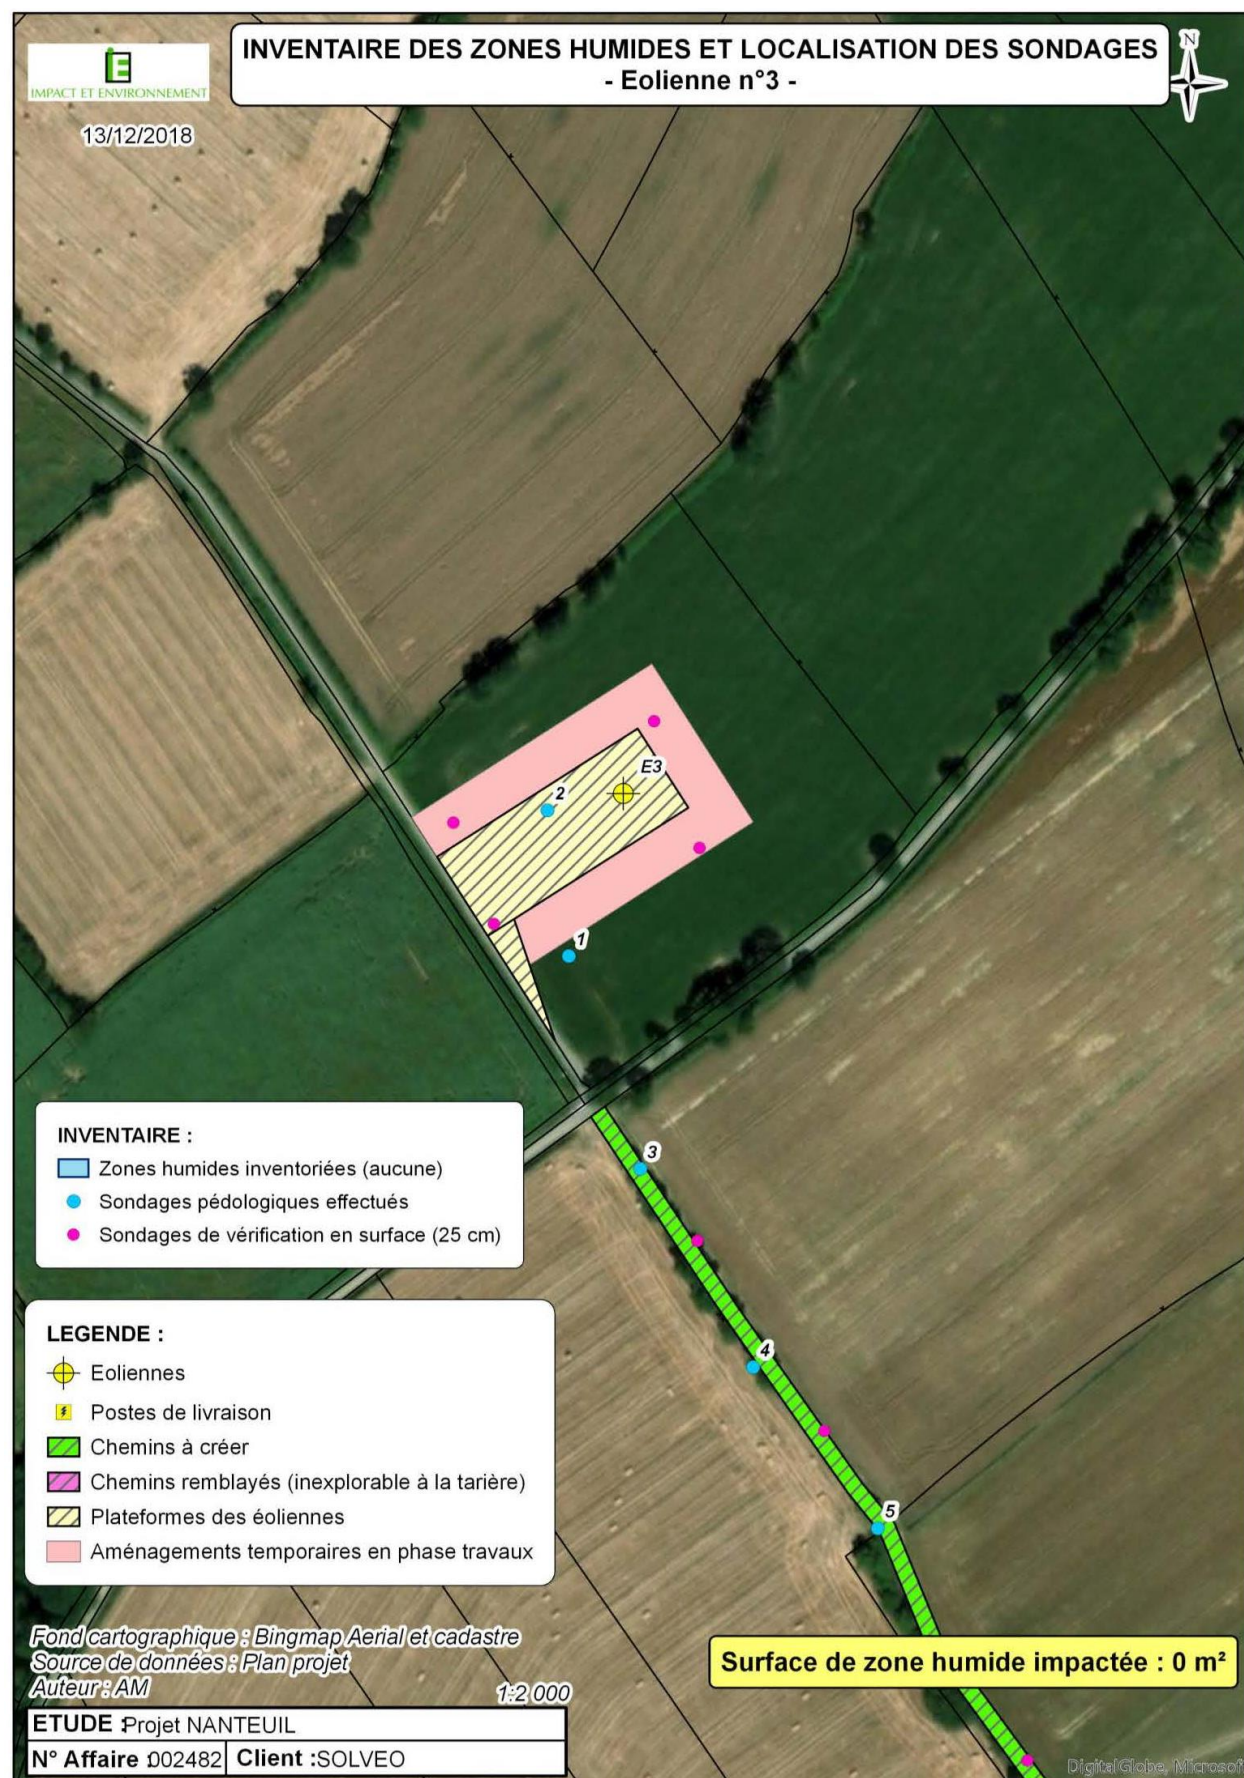 INVENTAIRE DES ZONES HUMIDES ET LOCALISATION DES SONDAGES
- Eolienne n°3 -
N
IE
IMPACT ET ENVIRONNEMENT
13/12/2018
E3
2
1
3
4
5
INVENTAIRE :
Zones humides inventoriées (aucune)
Sondages pédologiques effectués
Sondages de vérification en surface (25 cm)
LEGENDE :
Eoliennes
Postes de livraison
Chemins à créer
Chemins remblayés (inexplorable à la tarière)
Plateformes des éoliennes
Aménagements temporaires en phase travaux
Fond cartographique : Bingmap Aerial et cadastre
Source de données : Plan projet
Auteur : AM
1:2 000
Surface de zone humide impactée : 0 m²
ETUDE :Projet NANTEUIL
N° Affaire :002482 Client :SOLVEO
DigitalGlobe, Microsoft